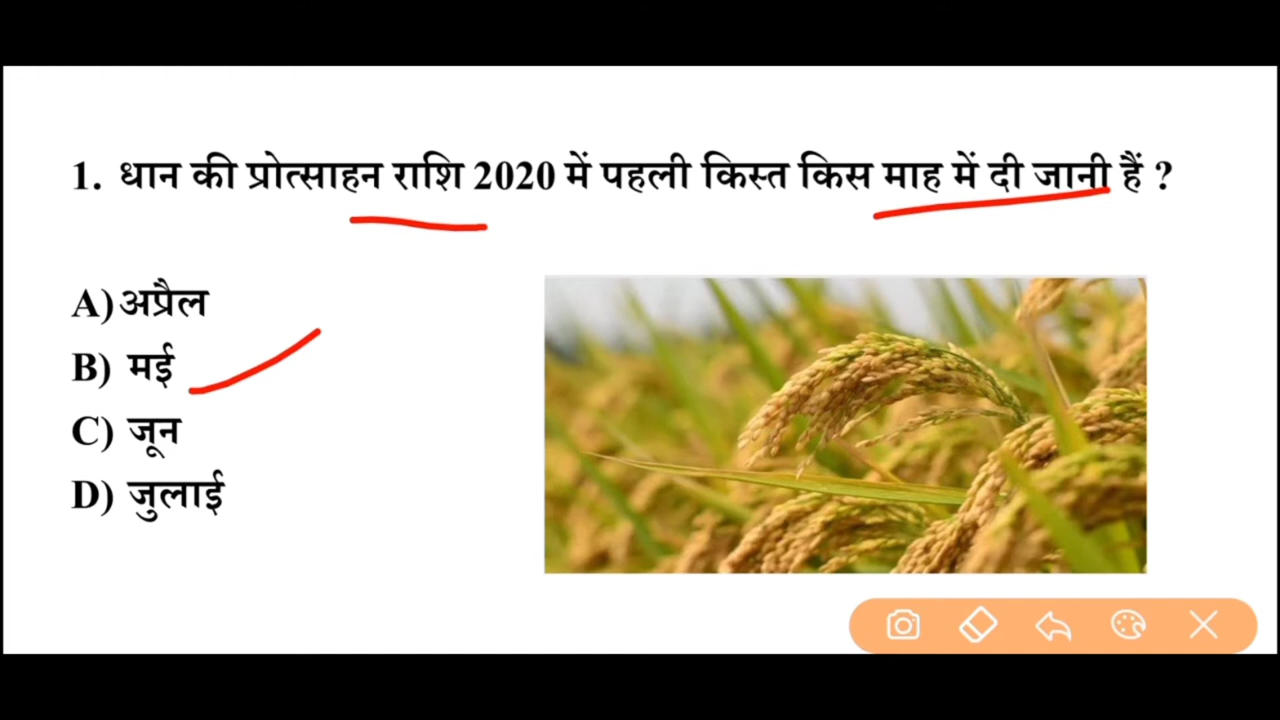 1. धान की प्रोत्साहन राशि 2020 में पहली किस्त किस माह में दी जानी हैं ?
A) अप्रैल
B) मई
C) जून
D) जुलाई